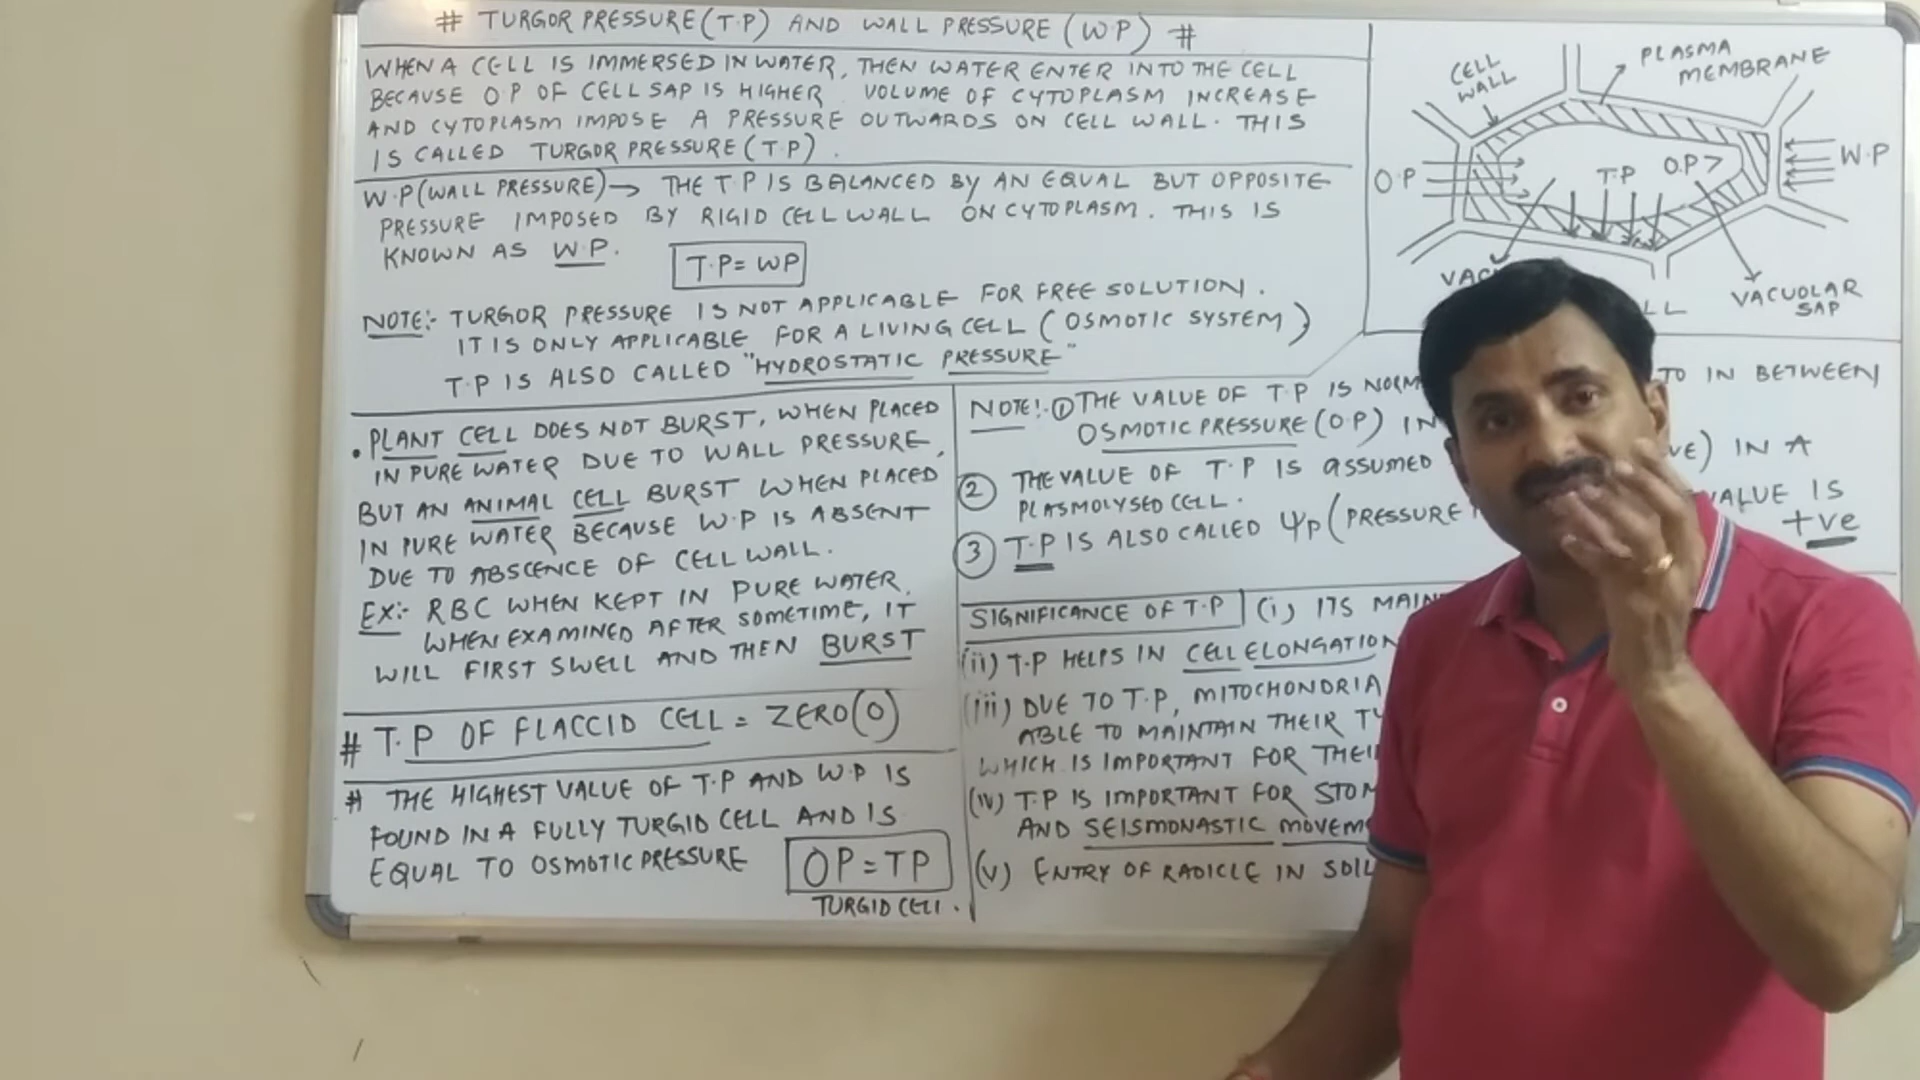 # TURGOR PRESSURE (T.P) AND WALL PRESSURE (W.P) #
WHEN A CELL IS IMMERSED IN WATER, THEN WATER ENTER INTO THE CELL
BECAUSE O.P OF CELL SAP IS HIGHER VOLUME OF CYTOPLASM INCREASE
AND CYTOPLASM IMPOSE A PRESSURE OUTWARDS ON CELL WALL. THIS
IS CALLED TURGOR PRESSURE (T.P).
W.P (WALL PRESSURE) → THE T.P IS BALANCED BY AN EQUAL BUT OPPOSITE
PRESSURE IMPOSED BY RIGID CELL WALL ON CYTOPLASM. THIS IS
KNOWN AS W.P.
T.P = WP
NOTE:- TURGOR PRESSURE IS NOT APPLICABLE FOR FREE SOLUTION.
IT IS ONLY APPLICABLE FOR A LIVING CELL (OSMOTIC SYSTEM)
T.P IS ALSO CALLED "HYDROSTATIC PRESSURE"
CELL WALL
PLASMA MEMBRANE
O.P
T.P
O.P >
W.P
VACUOLAR SAP
• PLANT CELL DOES NOT BURST, WHEN PLACED
IN PURE WATER DUE TO WALL PRESSURE,
BUT AN ANIMAL CELL BURST WHEN PLACED
IN PURE WATER BECAUSE W.P IS ABSENT
DUE TO ABSCENCE OF CELL WALL.
EX:- RBC WHEN KEPT IN PURE WATER,
WHEN EXAMINED AFTER SOMETIME, IT
WILL FIRST SWELL AND THEN BURST
# T.P OF FLACCID CELL = ZERO (0)
# THE HIGHEST VALUE OF T.P AND W.P IS
FOUND IN A FULLY TURGID CELL AND IS
EQUAL TO OSMOTIC PRESSURE
OP = TP
TURGID CELL.
NOTE:- ① THE VALUE OF T.P IS TO IN BETWEEN
OSMOTIC PRESSURE (O.P) IN
② THE VALUE OF T.P IS ASSUMED IN A
PLASMOLYSED CELL.
③ T.P IS ALSO CALLED Ψp (PRESSURE VALUE IS
+ve
SIGNIFICANCE OF T.P (i) ITS
(ii) T.P HELPS IN CELL ELONGATION
(iii) DUE TO T.P, MITOCHONDRIA
ABLE TO MAINTAIN THEIR
WHICH IS IMPORTANT FOR
(iv) T.P IS IMPORTANT FOR
AND SEISMONASTIC
(v) ENTRY OF RADICLE IN SOIL